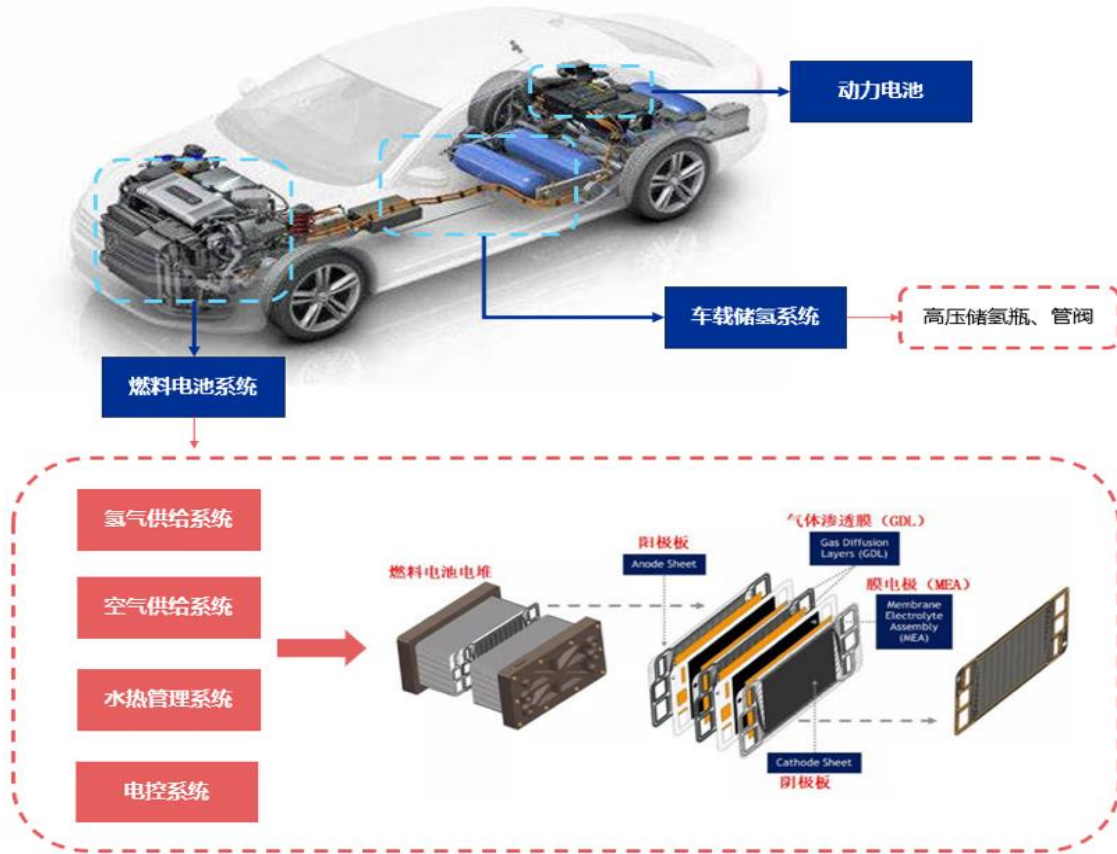 动力电池
车载储氢系统
高压储氢瓶、管阀
燃料电池系统
氢气供给系统
空气供给系统
水热管理系统
电控系统
燃料电池电堆
阳极板
Anode Sheet
气体渗透膜（GDL）
Gas Diffusion
Layers (GDL)
膜电极（MEA）
Membrane
Electrolyte
Assembly
(MEA)
Cathode Sheet
阴极板